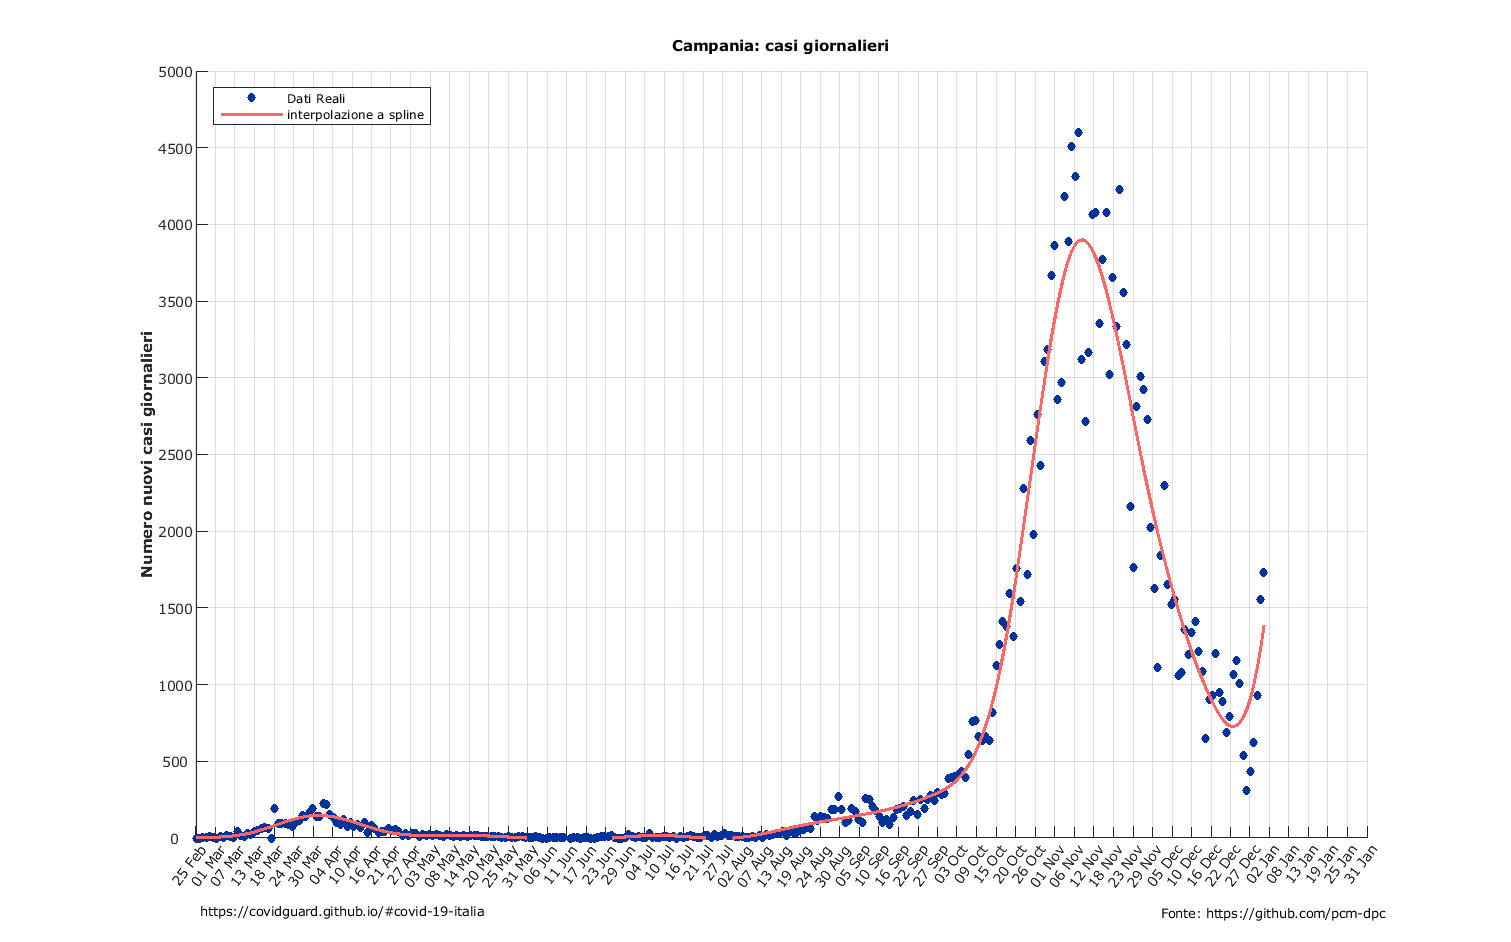 Campania: casi giornalieri
Dati Reali
interpolazione a spline
Numero nuovi casi giornalieri
5000
4500
4000
3500
3000
2500
2000
1500
1000
500
0
25 Feb
01 Mar
07 Mar
13 Mar
18 Mar
24 Mar
30 Mar
04 Apr
10 Apr
16 Apr
21 Apr
27 Apr
03 May
08 May
14 May
20 May
25 May
31 May
06 Jun
11 Jun
17 Jun
23 Jun
29 Jun
04 Jul
10 Jul
16 Jul
21 Jul
27 Jul
02 Aug
07 Aug
13 Aug
19 Aug
24 Aug
30 Aug
05 Sep
10 Sep
16 Sep
22 Sep
27 Sep
03 Oct
09 Oct
15 Oct
20 Oct
26 Oct
01 Nov
06 Nov
12 Nov
18 Nov
23 Nov
29 Nov
05 Dec
10 Dec
16 Dec
22 Dec
27 Dec
02 Jan
08 Jan
13 Jan
19 Jan
25 Jan
31 Jan
https://covidguard.github.io/#covid-19-italia
Fonte: https://github.com/pcm-dpc